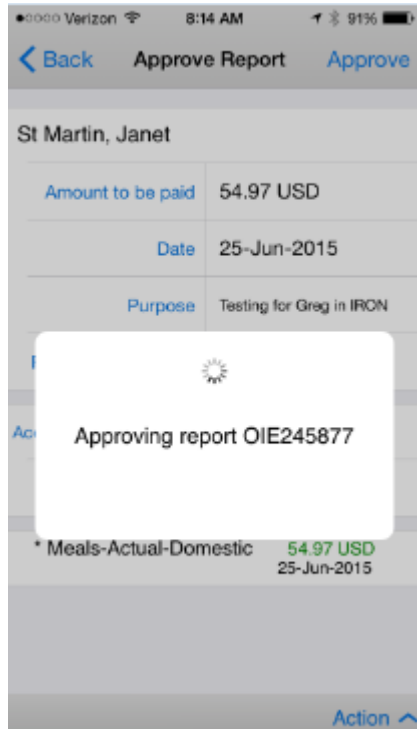 Verizon 8:14 AM 91%
Back Approve Report Approve
St Martin, Janet
Amount to be paid 54.97 USD
Date 25-Jun-2015
Purpose Testing for Greg in IRON
Approving report OIE245877
* Meals-Actual-Domestic 54.97 USD
25-Jun-2015
Action